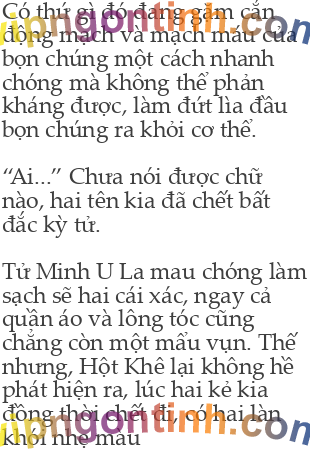 Có thứ gì đó đang gặm cắn
động mạch và mạch máu của
bọn chúng một cách nhanh
chóng mà không thể phản
kháng được, làm đứt lìa đầu
bọn chúng ra khỏi cơ thể.
“Ai...” Chưa nói được chữ
nào, hai tên kia đã chết bất
đắc kỳ tử.
Tử Minh U La mau chóng làm
sạch sẽ hai cái xác, ngay cả
quần áo và lông tóc cũng
chẳng còn một mẩu vụn. Thế
nhưng, Hột Khê lại không hề
phát hiện ra, lúc hai kẻ kia
đồng thời chết đi, có hai làn
khói nhẹ màu
vipngontinh.com
vipngontinh.com